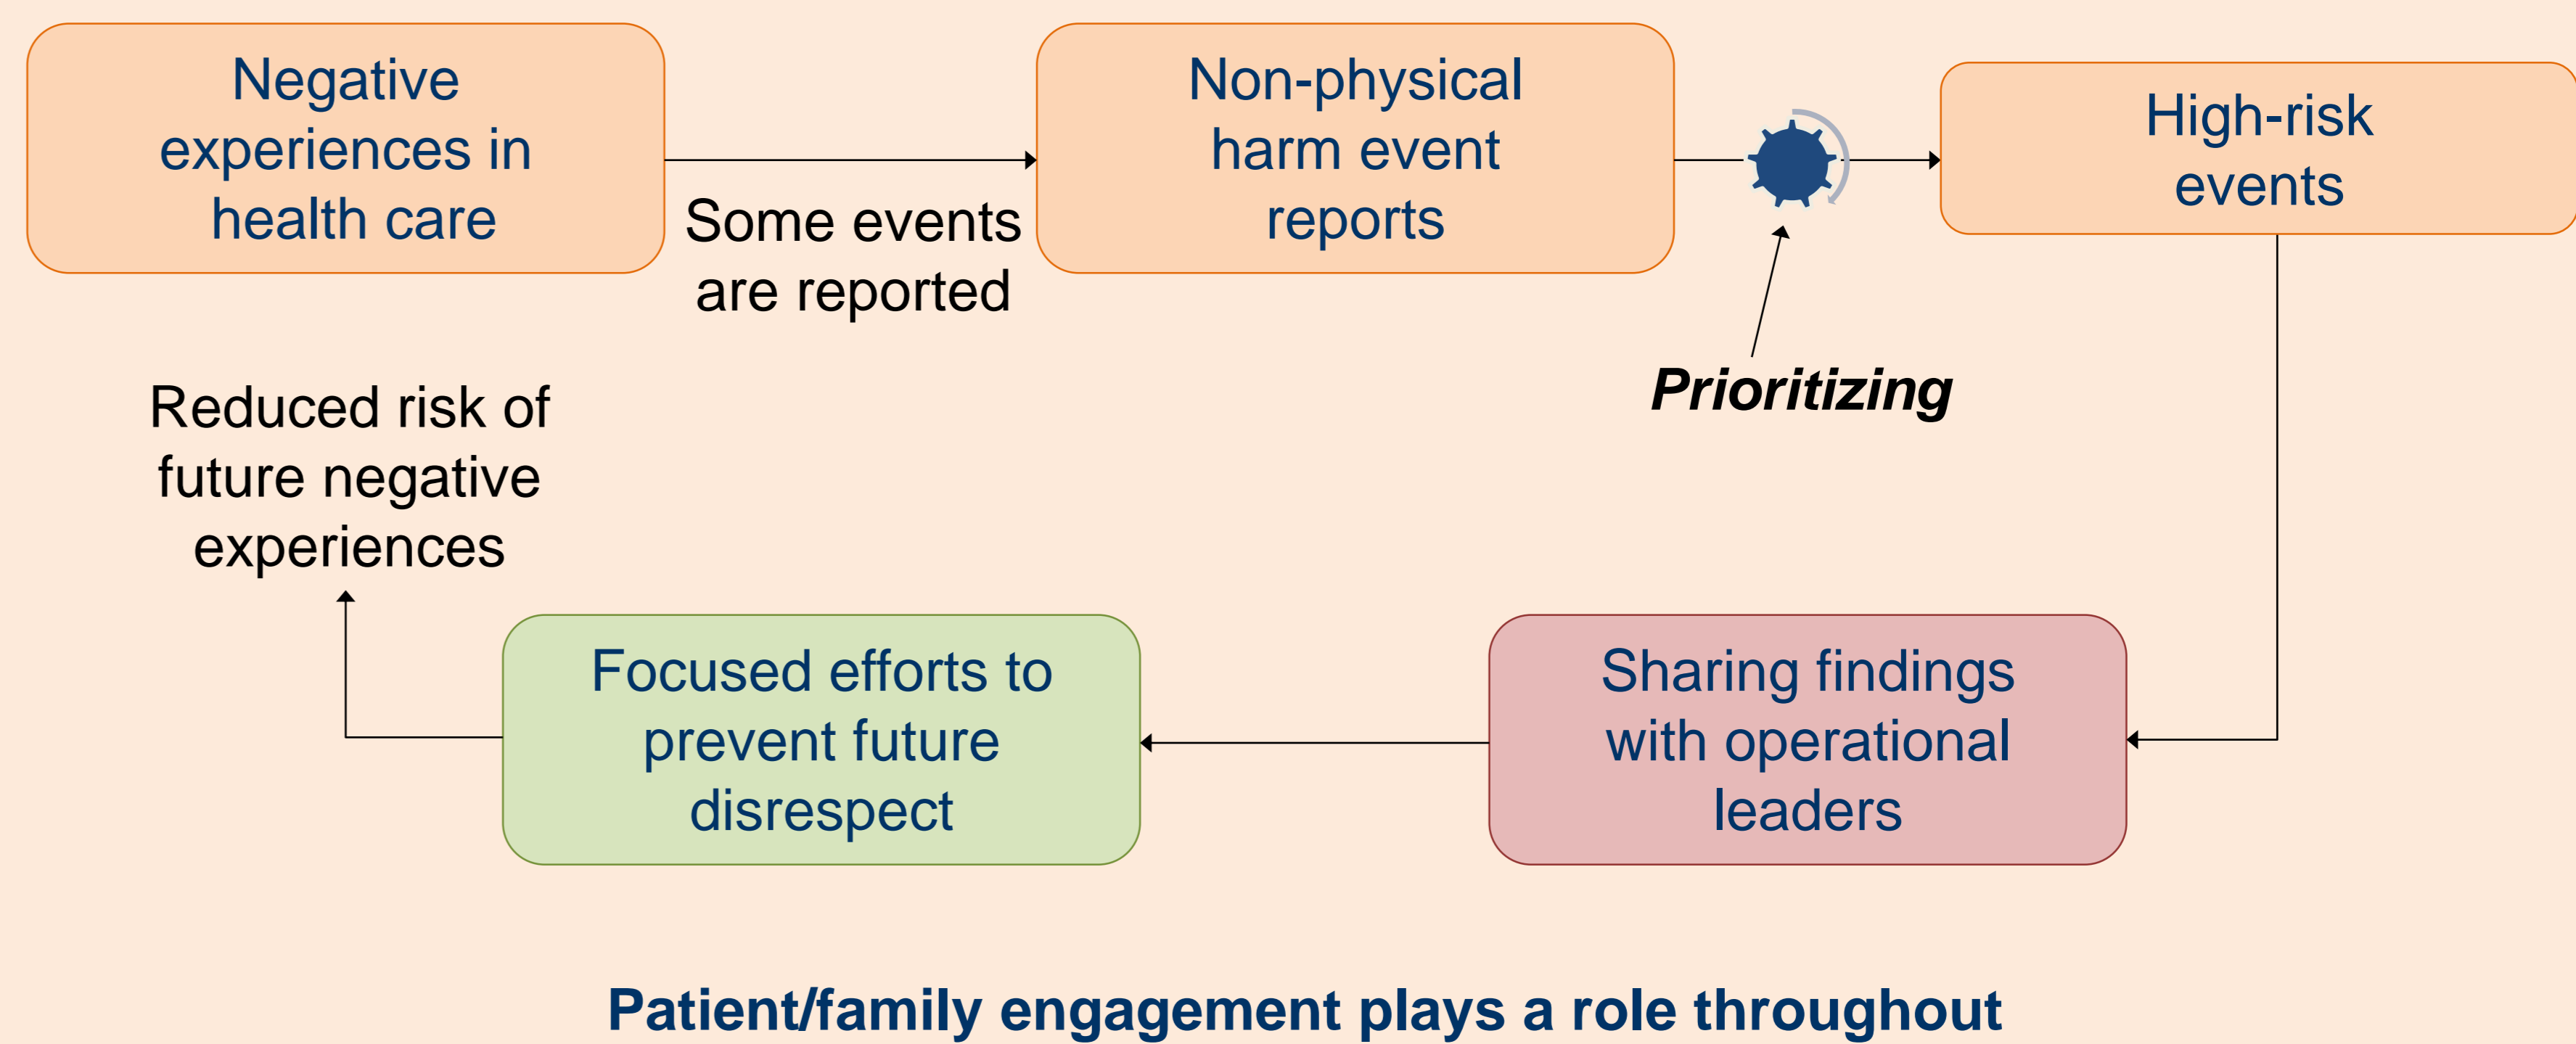 Negative
experiences in
health care
Some events
are reported
Non-physical
harm event
reports
Prioritizing
High-risk
events
Sharing findings
with operational
leaders
Focused efforts to
prevent future
disrespect
Reduced risk of
future negative
experiences
Patient/family engagement plays a role throughout